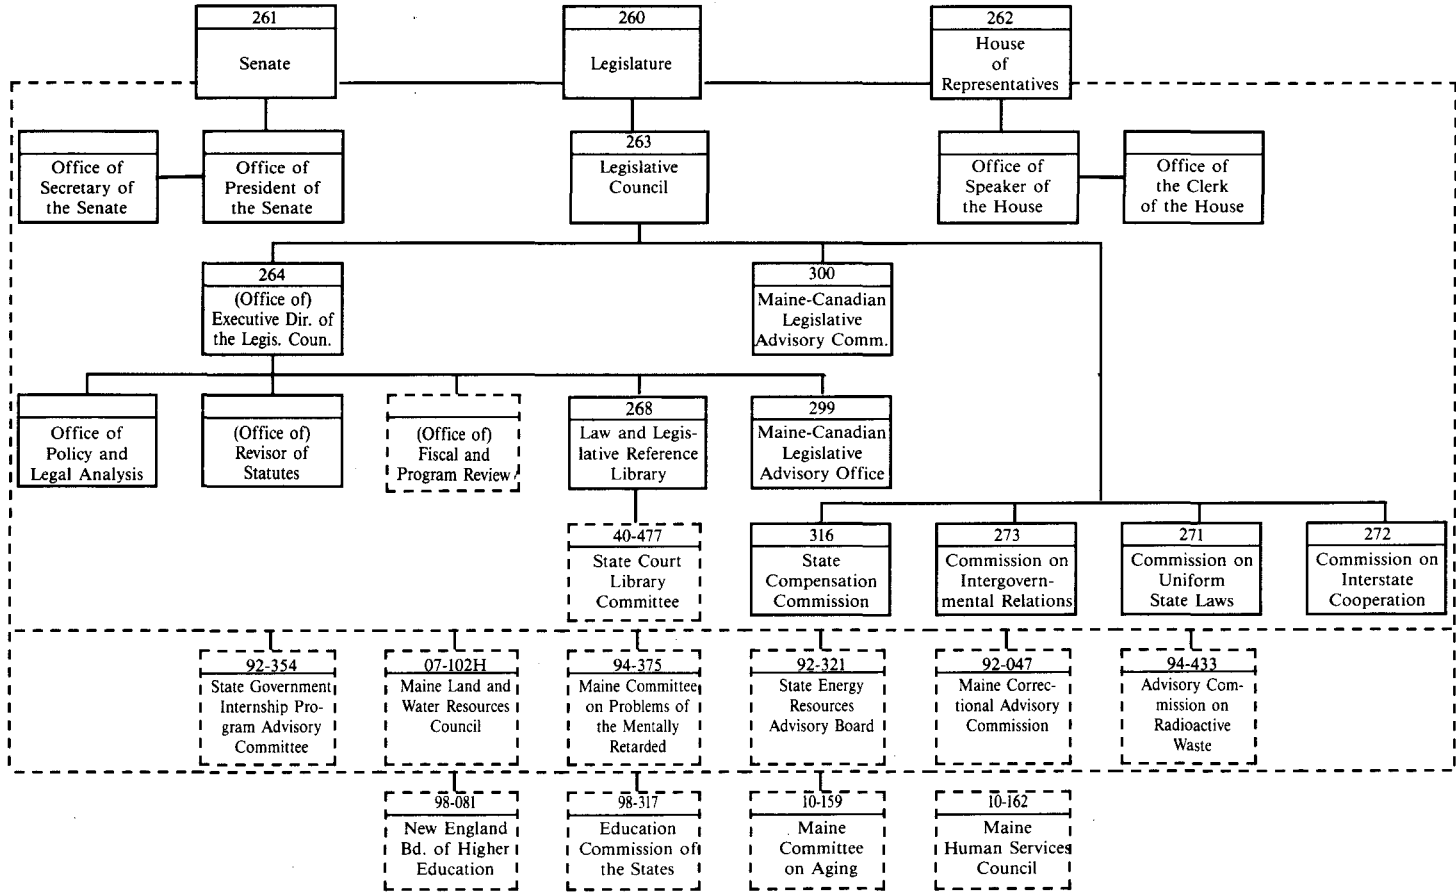 261
Senate
260
Legislature
262
House
of
Representatives
Office of
Secretary of
the Senate
Office of
President of
the Senate
263
Legislative
Council
Office of
Speaker of
the House
Office of
the Clerk
of the House
264
(Office of)
Executive Dir. of
the Legis. Coun.
300
Maine-Canadian
Legislative
Advisory Comm.
Office of
Policy and
Legal Analysis
(Office of)
Revisor of
Statutes
(Office of)
Fiscal and
Program Review
268
Law and Legis-
lative Reference
Library
299
Maine-Canadian
Legislative
Advisory Office
40-477
State Court
Library
Committee
316
State
Compensation
Commission
273
Commission on
Intergovern-
mental Relations
271
Commission on
Uniform
State Laws
272
Commission on
Interstate
Cooperation
92-354
State Government
Internship Pro-
gram Advisory
Committee
07-102H
Maine Land and
Water Resources
Council
94-375
Maine Committee
on Problems of
the Mentally
Retarded
92-321
State Energy
Resources
Advisory Board
92-047
Maine Correc-
tional Advisory
Commission
94-433
Advisory Com-
mission on
Radioactive
Waste
98-081
New England
Bd. of Higher
Education
98-317
Education
Commission of
the States
10-159
Maine
Committee
on Aging
10-162
Maine
Human Services
Council